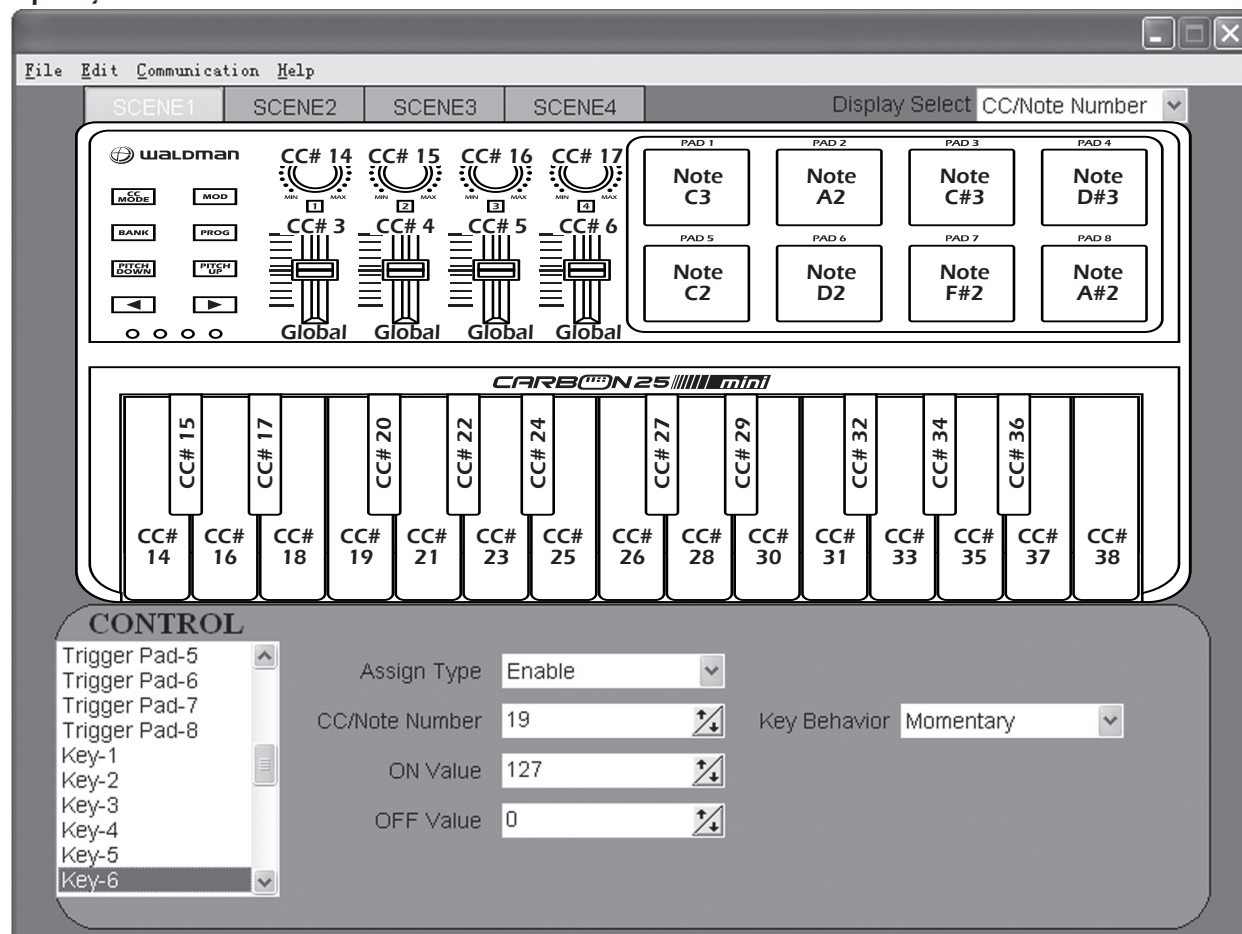 File Edit Communication Help
SCENE1 SCENE2 SCENE3 SCENE4 Display Select CC/Note Number
waldman
CC MODE MOD
BANK PROG
PITCH DOWN PITCH UP
CC# 14 CC# 15 CC# 16 CC# 17
MIN MAX MIN MAX MIN MAX MIN MAX
1 2 3 4
CC# 3 CC# 4 CC# 5 CC# 6
Global Global Global Global
PAD 1 PAD 2 PAD 3 PAD 4
Note C3 Note A2 Note C#3 Note D#3
PAD 5 PAD 6 PAD 7 PAD 8
Note C2 Note D2 Note F#2 Note A#2
CARBON 25 mini
CC# 15 CC# 17 CC# 20 CC# 22 CC# 24 CC# 27 CC# 29 CC# 32 CC# 34 CC# 36
CC# CC# CC# CC# CC# CC# CC# CC# CC# CC# CC# CC# CC# CC# CC#
14 16 18 19 21 23 25 26 28 30 31 33 35 37 38
CONTROL
Trigger Pad-5
Trigger Pad-6
Trigger Pad-7
Trigger Pad-8
Key-1
Key-2
Key-3
Key-4
Key-5
Key-6
Assign Type Enable
CC/Note Number 19 Key Behavior Momentary
ON Value 127
OFF Value 0